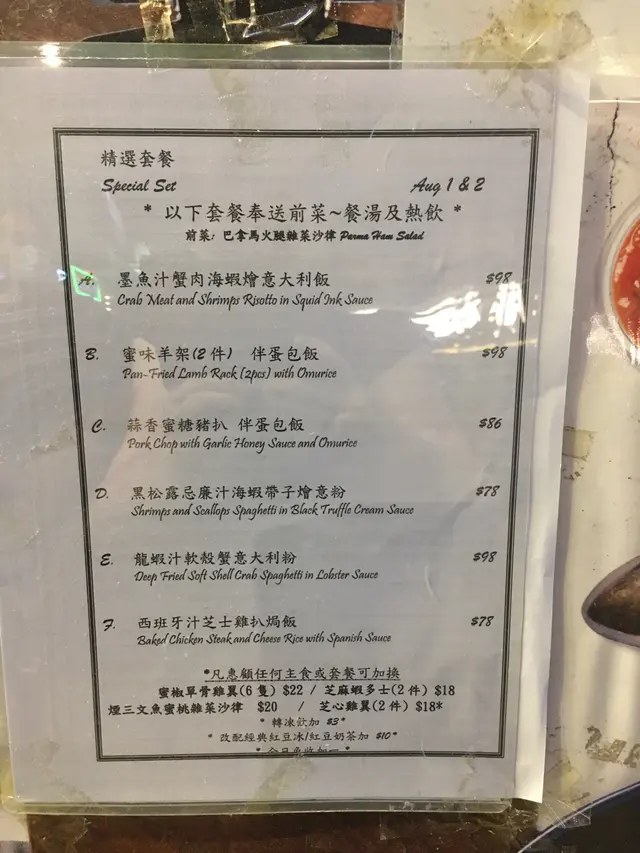 精選套餐
Special Set Aug 1 & 2
* 以下套餐奉送前菜~餐湯及熱飲 *
前菜: 巴拿馬火腿雜菜沙律 Parma Ham Salad
A. 墨魚汁蟹肉海蝦燴意大利飯 $98
Crab Meat and Shrimps Risotto in Squid Ink Sauce
B. 蜜味羊架(2件) 伴蛋包飯 $98
Pan-Fried Lamb Rack (2pcs) with Omurice
C. 蒜香蜜糖豬扒 伴蛋包飯 $86
Pork Chop with Garlic Honey Sauce and Omurice
D. 黑松露忌廉汁海蝦帶子燴意粉 $78
Shrimps and Scallops Spaghetti in Black Truffle Cream Sauce
E. 龍蝦汁軟殼蟹意大利粉 $98
Deep Fried Soft Shell Crab Spaghetti in Lobster Sauce
F. 西班牙汁芝士雞扒焗飯 $78
Baked Chicken Steak and Cheese Rice with Spanish Sauce
*凡惠顧任何主食或套餐可加換
蜜椒單骨雞翼(6隻) $22 / 芝麻蝦多士(2件) $18
煙三文魚蜜桃雜菜沙律 $20 / 芝心雞翼(2件) $18*
* 轉凍飲加 $3 *
* 改配經典紅豆冰/紅豆奶茶加 $10 *